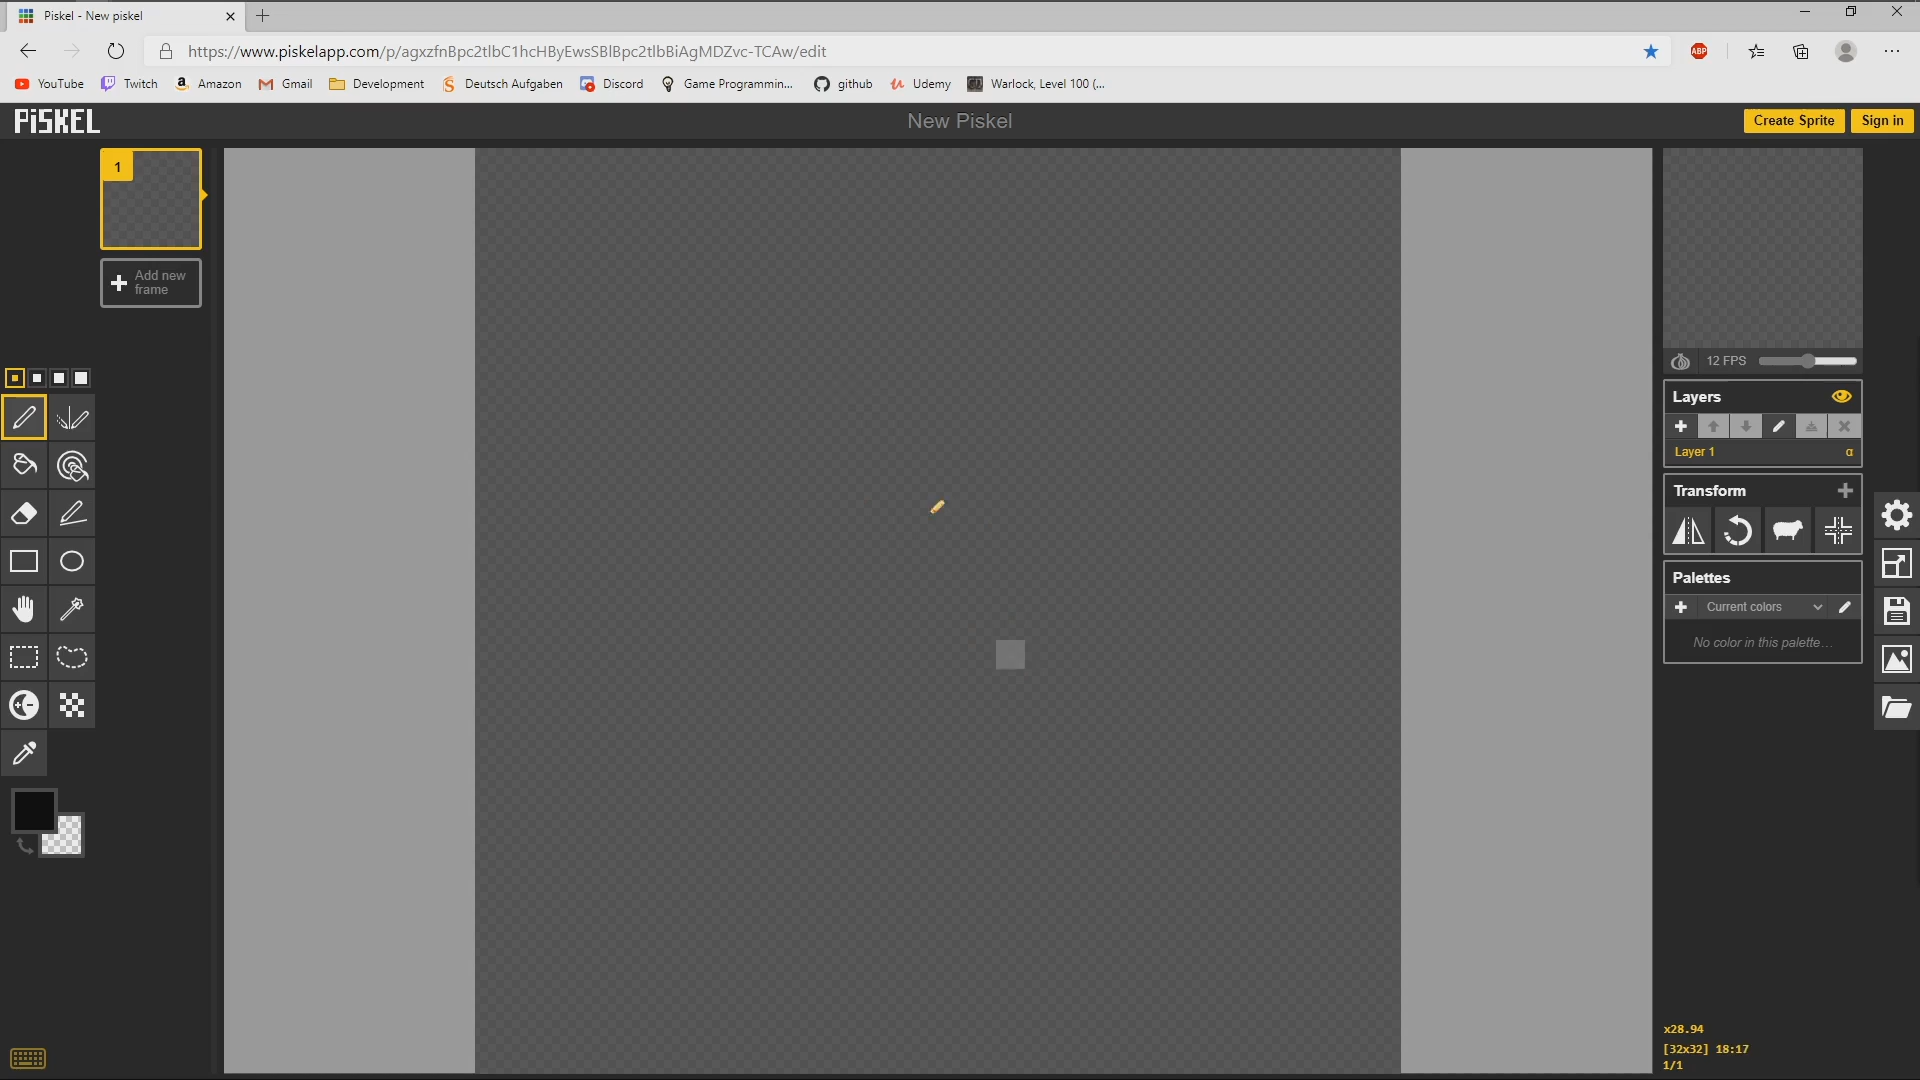 Piskel - New piskel
https://www.piskelapp.com/p/agxzfnBpc2tlbC1hcHByEwsSBlBpc2tlbBiAgMDZvc-TCAw/edit
ABP
YouTube
Twitch
Amazon
Gmail
Development
Deutsch Aufgaben
Discord
Game Programmin...
github
Udemy
Warlock, Level 100 (...
PiSKEL
New Piskel
Create Sprite
Sign in
1
Add new
frame
12 FPS
Layers
Layer 1
α
Transform
Palettes
Current colors
No color in this palette...
x28.94
[32x32] 18:17
1/1